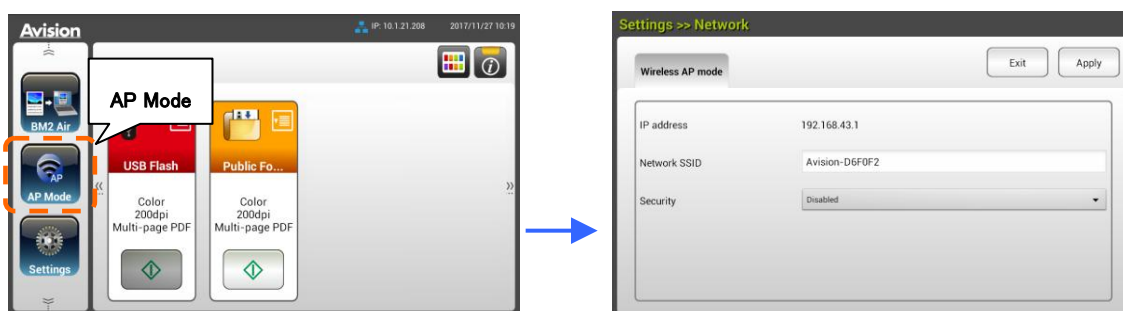 Avision
IP: 10.1.21.208
2017/11/27 10:19
BM2 Air
AP Mode
AP
AP Mode
Settings
USB Flash
Color
200dpi
Multi-page PDF
Public Fo...
Color
200dpi
Multi-page PDF
Settings >> Network
Wireless AP mode
Exit
Apply
IP address
192.168.43.1
Network SSID
Avision-D6F0F2
Security
Disabled